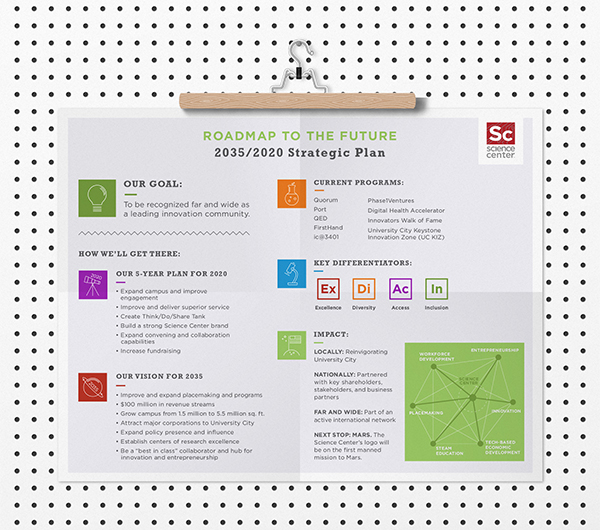 ROADMAP TO THE FUTURE
2035/2020 Strategic Plan
Sc
science
center
OUR GOAL:
To be recognized far and wide as
a leading innovation community.
HOW WE'LL GET THERE:
OUR 5-YEAR PLAN FOR 2020
• Expand campus and improve
engagement
• Improve and deliver superior service
• Create Think/Do/Share Tank
• Build a strong Science Center brand
• Expand convening and collaboration
capabilities
• Increase fundraising
OUR VISION FOR 2035
• Improve and expand placemaking and programs
• $100 million in revenue streams
• Grow campus from 1.5 million to 5.5 million sq. ft.
• Attract major corporations to University City
• Expand policy presence and influence
• Establish centers of research excellence
• Be a "best in class" collaborator and hub for
innovation and entrepreneurship
CURRENT PROGRAMS:
Quorum
Port
QED
FirstHand
ic@3401
Phase1Ventures
Digital Health Accelerator
Innovators Walk of Fame
University City Keystone
Innovation Zone (UC KIZ)
KEY DIFFERENTIATORS:
Ex
Di
Ac
In
Excellence
Diversity
Access
Inclusion
IMPACT:
LOCALLY: Reinvigorating
University City
NATIONALLY: Partnered
with key shareholders,
stakeholders, and business
partners
FAR AND WIDE: Part of an
active international network
NEXT STOP: MARS. The
Science Center's logo will
be on the first manned
mission to Mars.
WORKFORCE
DEVELOPMENT
ENTREPRENEURSHIP
SCIENCE
CENTER
PLACEMAKING
INNOVATION
STEAM
EDUCATION
TECH-BASED
ECONOMIC
DEVELOPMENT